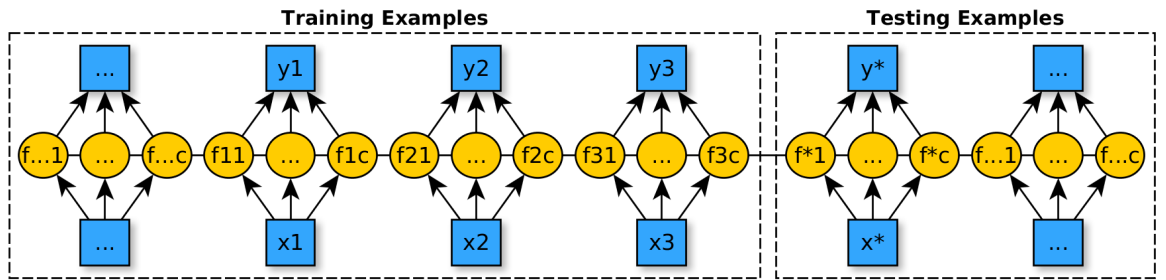 Training Examples Testing Examples
... y1 y2 y3 y* ...
f...1 ... f...c f11 ... f1c f21 ... f2c f31 ... f3c f*1 ... f*c f...1 ... f...c
... x1 x2 x3 x* ...